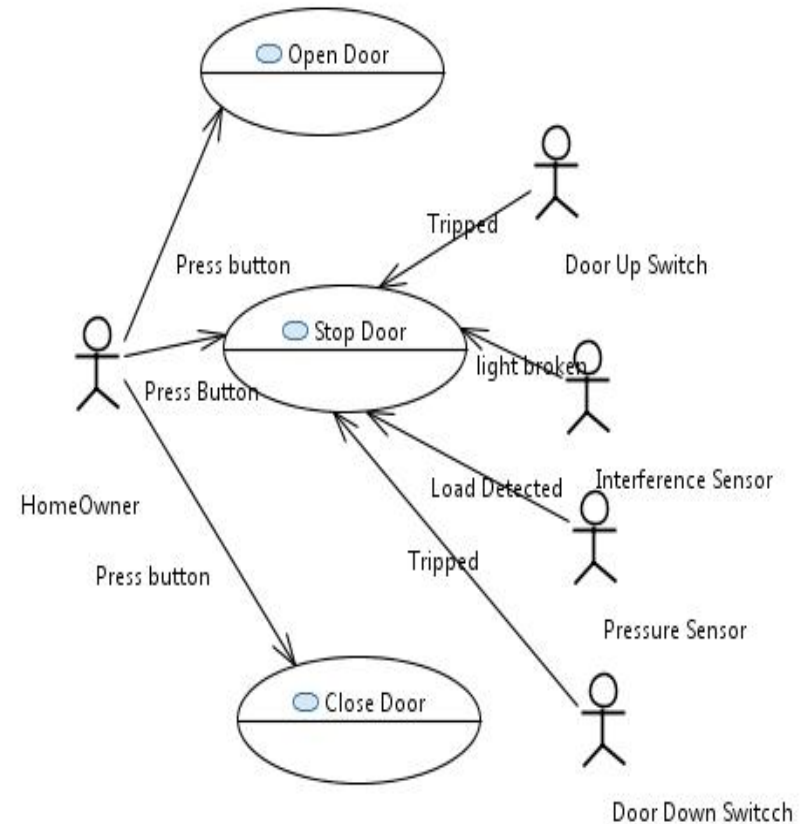 Open Door
Tripped
Door Up Switch
Press button
Stop Door
light broken
Press Button
Load Detected
Interference Sensor
HomeOwner
Tripped
Press button
Pressure Sensor
Close Door
Door Down Switcch